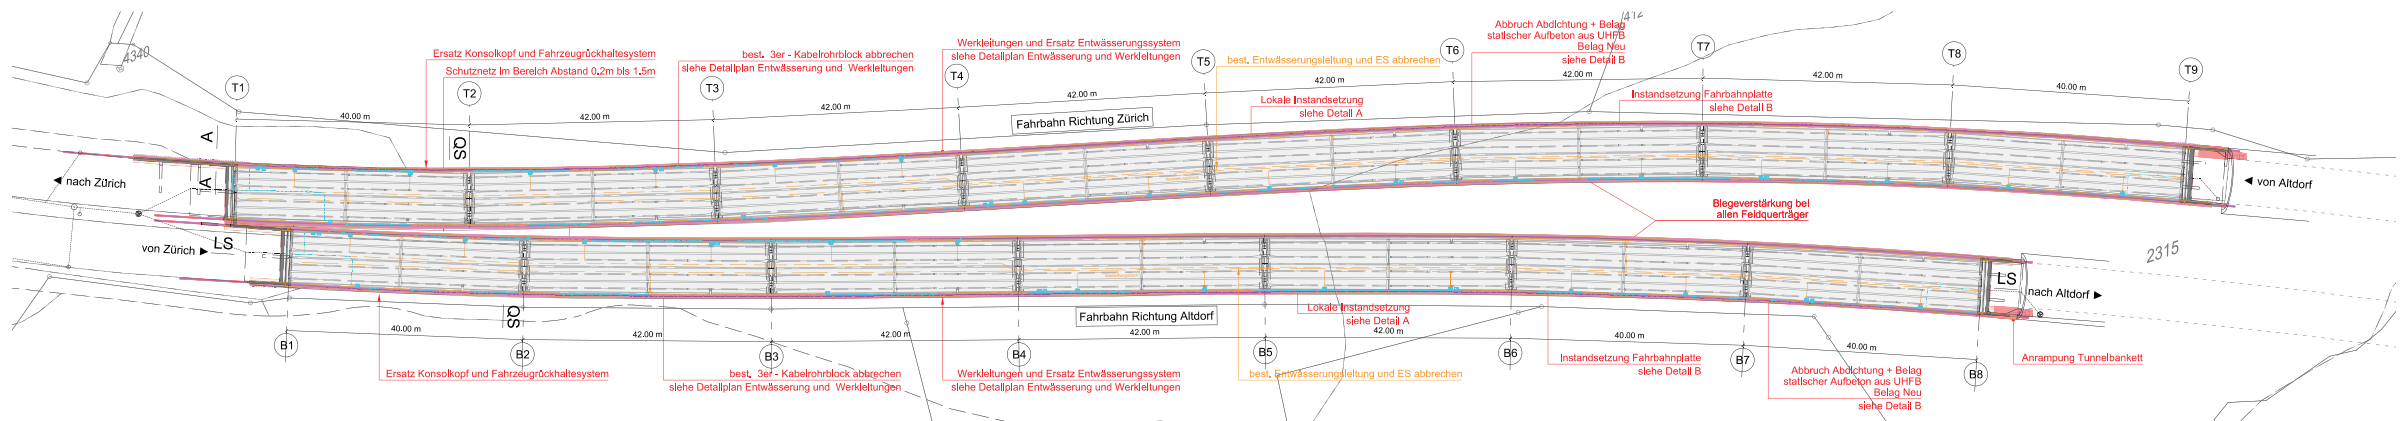 4340
412
T1
T2
T3
T4
T5
T6
T7
T8
T9
Ersatz Konsolkopf und Fahrzeugrückhaltesystem
Schutznetz im Bereich Abstand 0.2m bis 1.5m
best. 3er - Kabelrohrblock abbrechen
siehe Detailplan Entwässerung und Werkleitungen
Werkleitungen und Ersatz Entwässerungssystem
siehe Detailplan Entwässerung und Werkleitungen
best. Entwässerungsleitung und ES abbrechen
Abbruch Abdichtung + Belag
statischer Aufbeton aus UHFB
Belag Neu
siehe Detail B
Lokale Instandsetzung
siehe Detail A
Instandsetzung Fahrbahnplatte
siehe Detail B
40.00 m
42.00 m
42.00 m
42.00 m
42.00 m
42.00 m
42.00 m
40.00 m
Fahrbahn Richtung Zürich
A
A
QS
nach Zürich
von Altdorf
Biegeverstärkung bei
allen Feldquerträger
von Zürich
LS
LS
nach Altdorf
2315
QS
Fahrbahn Richtung Altdorf
Lokale Instandsetzung
siehe Detail A
40.00 m
42.00 m
42.00 m
42.00 m
42.00 m
40.00 m
40.00 m
B1
B2
B3
B4
B5
B6
B7
B8
Ersatz Konsolkopf und Fahrzeugrückhaltesystem
best. 3er - Kabelrohrblock abbrechen
siehe Detailplan Entwässerung und Werkleitungen
Werkleitungen und Ersatz Entwässerungssystem
siehe Detailplan Entwässerung und Werkleitungen
best. Entwässerungsleitung und ES abbrechen
Instandsetzung Fahrbahnplatte
siehe Detail B
Abbruch Abdichtung + Belag
statischer Aufbeton aus UHFB
Belag Neu
siehe Detail B
Anrampung Tunnelbankett